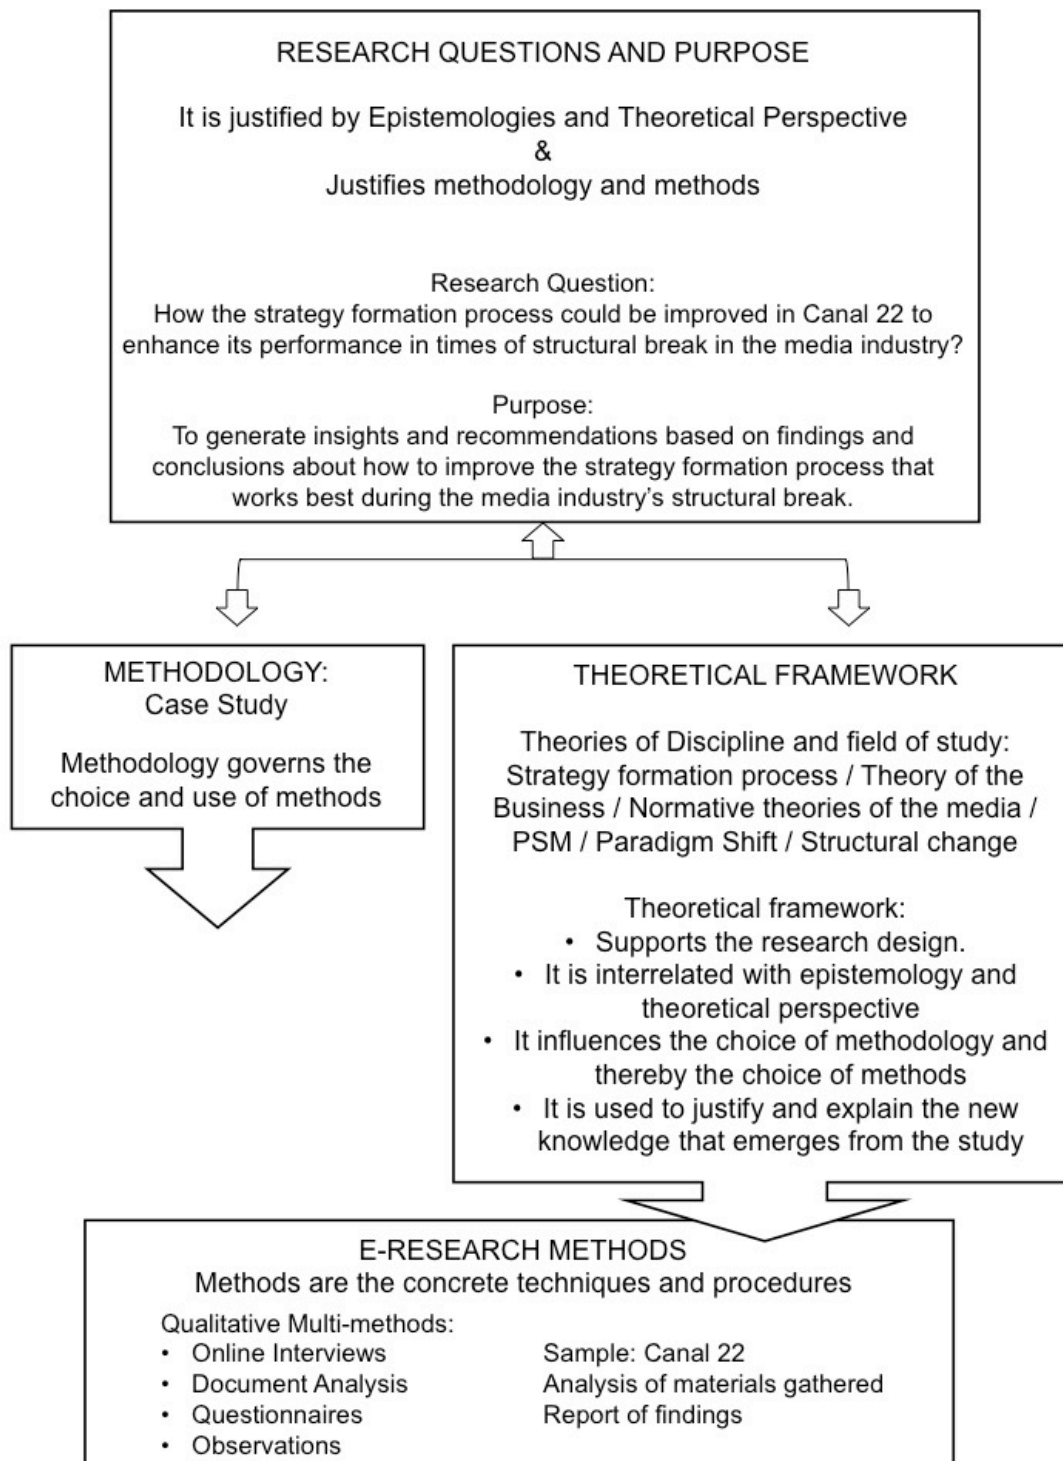 RESEARCH QUESTIONS AND PURPOSE
It is justified by Epistemologies and Theoretical Perspective
&
Justifies methodology and methods
Research Question:
How the strategy formation process could be improved in Canal 22 to
enhance its performance in times of structural break in the media industry?
Purpose:
To generate insights and recommendations based on findings and
conclusions about how to improve the strategy formation process that
works best during the media industry’s structural break.
METHODOLOGY:
Case Study
Methodology governs the
choice and use of methods
THEORETICAL FRAMEWORK
Theories of Discipline and field of study:
Strategy formation process / Theory of the
Business / Normative theories of the media /
PSM / Paradigm Shift / Structural change
Theoretical framework:
• Supports the research design.
• It is interrelated with epistemology and
theoretical perspective
• It influences the choice of methodology and
thereby the choice of methods
• It is used to justify and explain the new
knowledge that emerges from the study
E-RESEARCH METHODS
Methods are the concrete techniques and procedures
Qualitative Multi-methods:
• Online Interviews
• Document Analysis
• Questionnaires
• Observations
Sample: Canal 22
Analysis of materials gathered
Report of findings